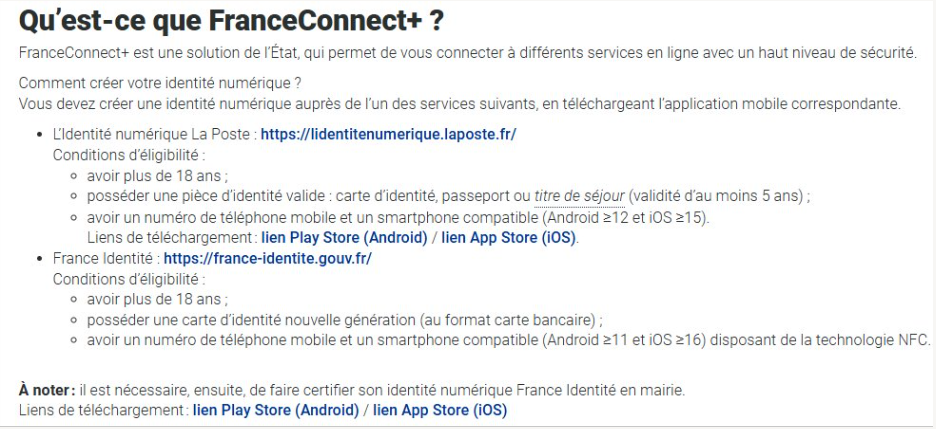 Qu’est-ce que FranceConnect+ ?
FranceConnect+ est une solution de l’État, qui permet de vous connecter à différents services en ligne avec un haut niveau de sécurité.
Comment créer votre identité numérique ?
Vous devez créer une identité numérique auprès de l’un des services suivants, en téléchargeant l’application mobile correspondante.
• L’Identité numérique La Poste : https://lidentitenumerique.laposte.fr/
Conditions d’éligibilité :
◦ avoir plus de 18 ans ;
◦ posséder une pièce d’identité valide : carte d’identité, passeport ou titre de séjour (validité d’au moins 5 ans) ;
◦ avoir un numéro de téléphone mobile et un smartphone compatible (Android ≥12 et iOS ≥15).
Liens de téléchargement : lien Play Store (Android) / lien App Store (iOS).
• France Identité : https://france-identite.gouv.fr/
Conditions d’éligibilité :
◦ avoir plus de 18 ans ;
◦ posséder une carte d’identité nouvelle génération (au format carte bancaire) ;
◦ avoir un numéro de téléphone mobile et un smartphone compatible (Android ≥11 et iOS ≥16) disposant de la technologie NFC.
À noter : il est nécessaire, ensuite, de faire certifier son identité numérique France Identité en mairie.
Liens de téléchargement : lien Play Store (Android) / lien App Store (iOS)